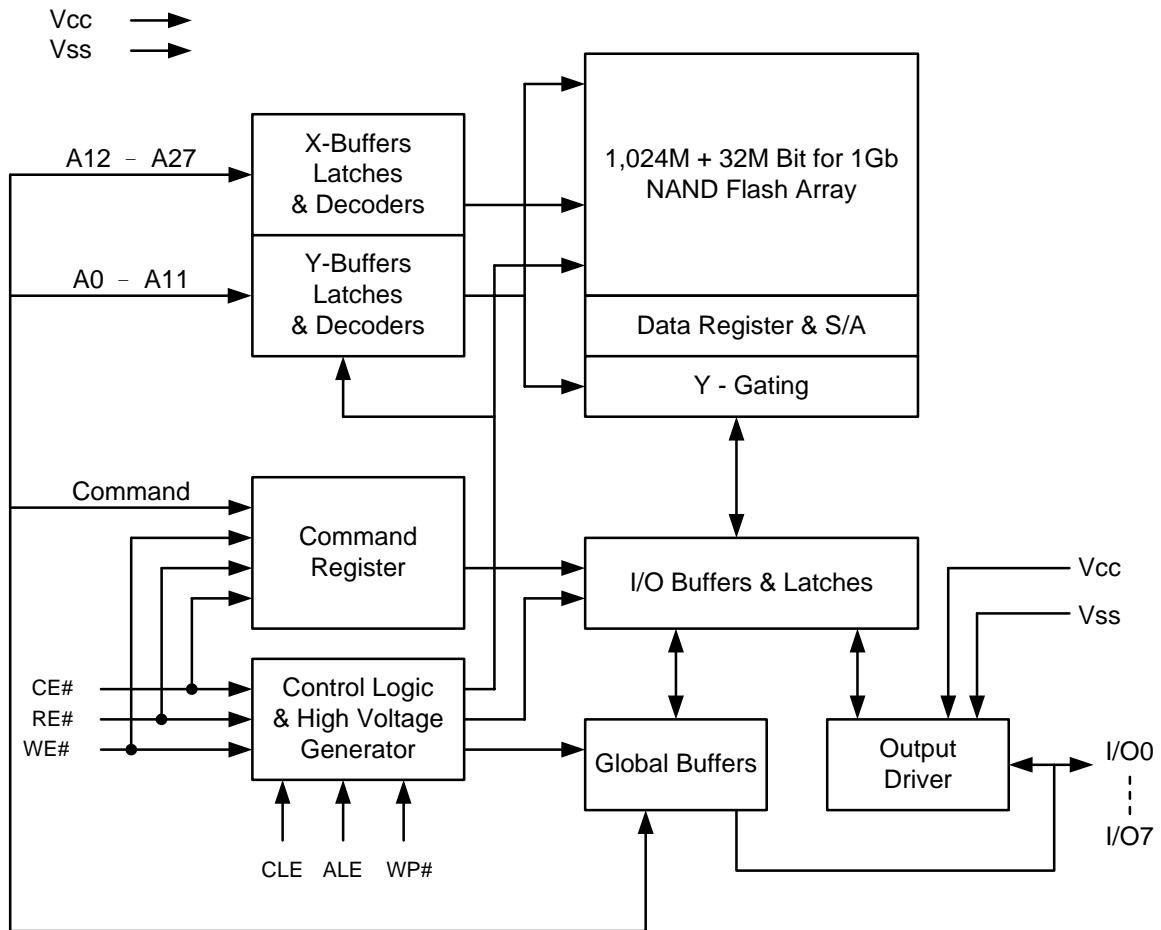 Vcc
Vss
A12 – A27
X-Buffers
Latches
& Decoders
1,024M + 32M Bit for 1Gb
NAND Flash Array
A0 – A11
Y-Buffers
Latches
& Decoders
Data Register & S/A
Y - Gating
Command
Command
Register
I/O Buffers & Latches
Vcc
Vss
CE#
RE#
WE#
Control Logic
& High Voltage
Generator
Global Buffers
Output
Driver
I/O0
I/O7
CLE
ALE
WP#